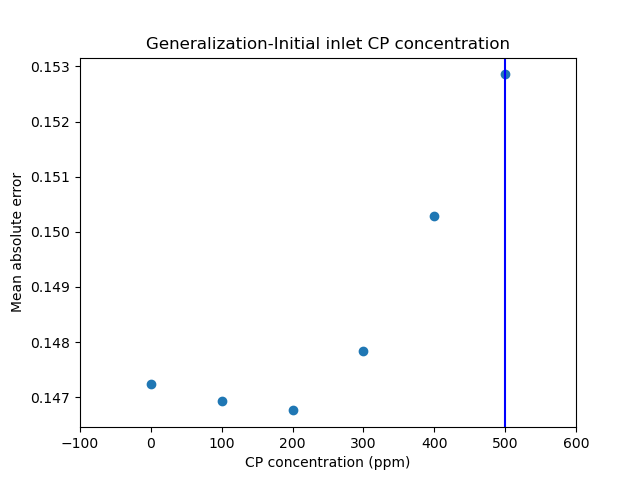 Generalization-Initial inlet CP concentration
Mean absolute error
0.153
0.152
0.151
0.150
0.149
0.148
0.147
−100 0 100 200 300 400 500 600
CP concentration (ppm)